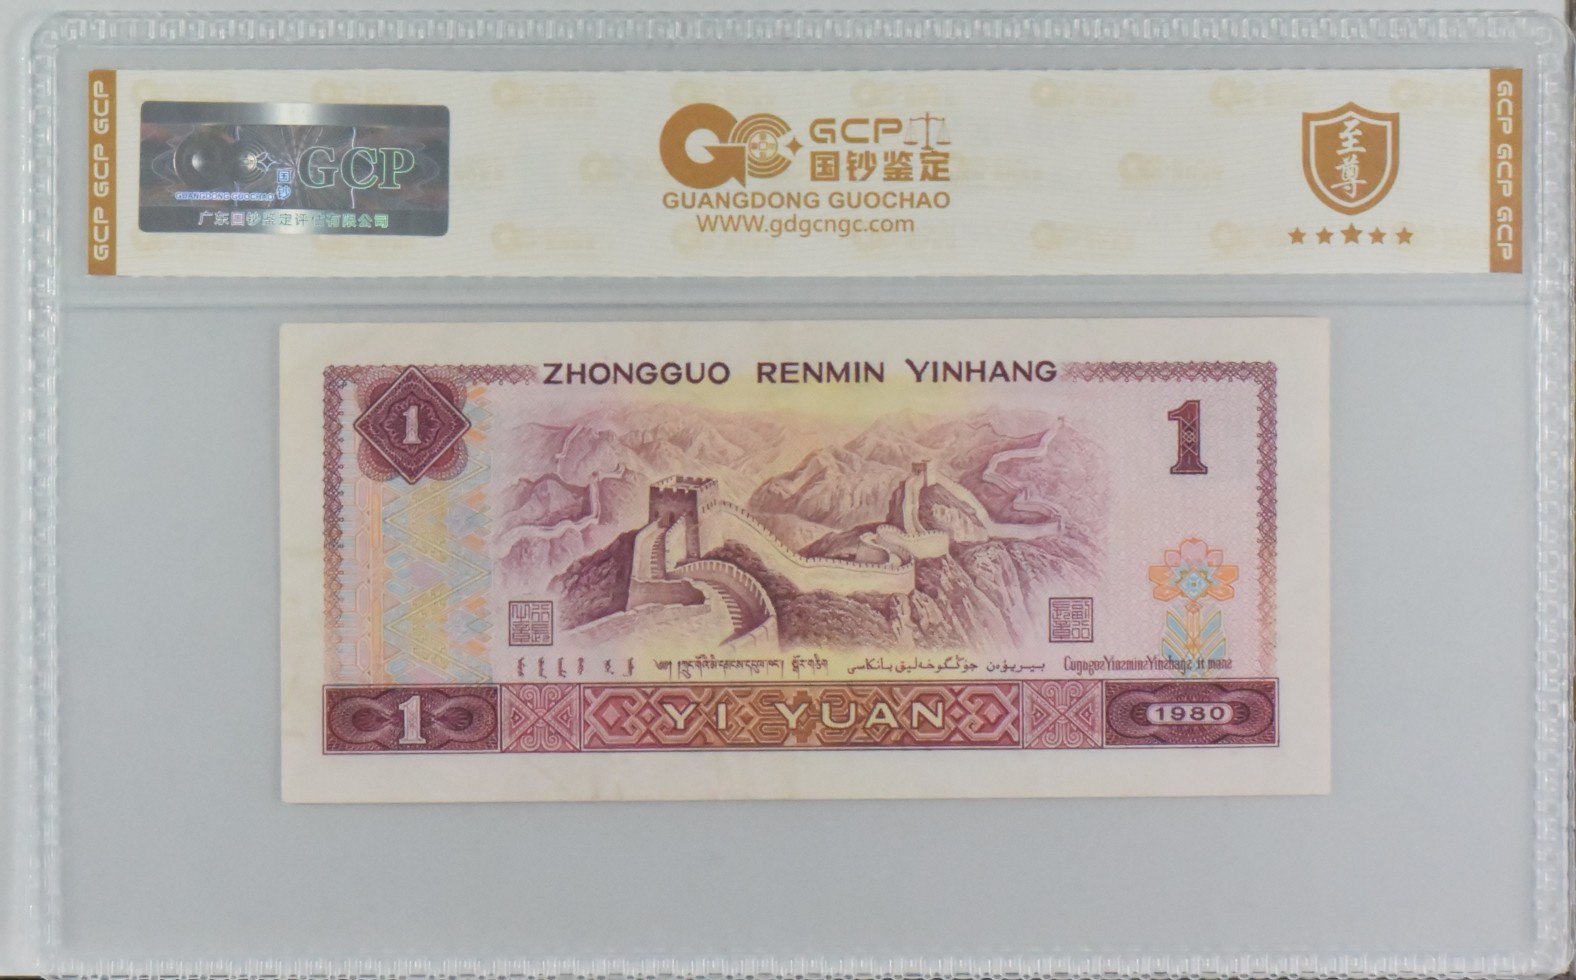 GCP GCP GCP
国钞
GCP
GUANGDONG GUOCHAO
广东国钞鉴定评估有限公司
GCP
国钞鉴定
GUANGDONG GUOCHAO
WWW.gdgcngc.com
至尊
GCP GCP GCP
ZHONGGUO RENMIN YINHANG
1
1
YI YUAN
1
1980